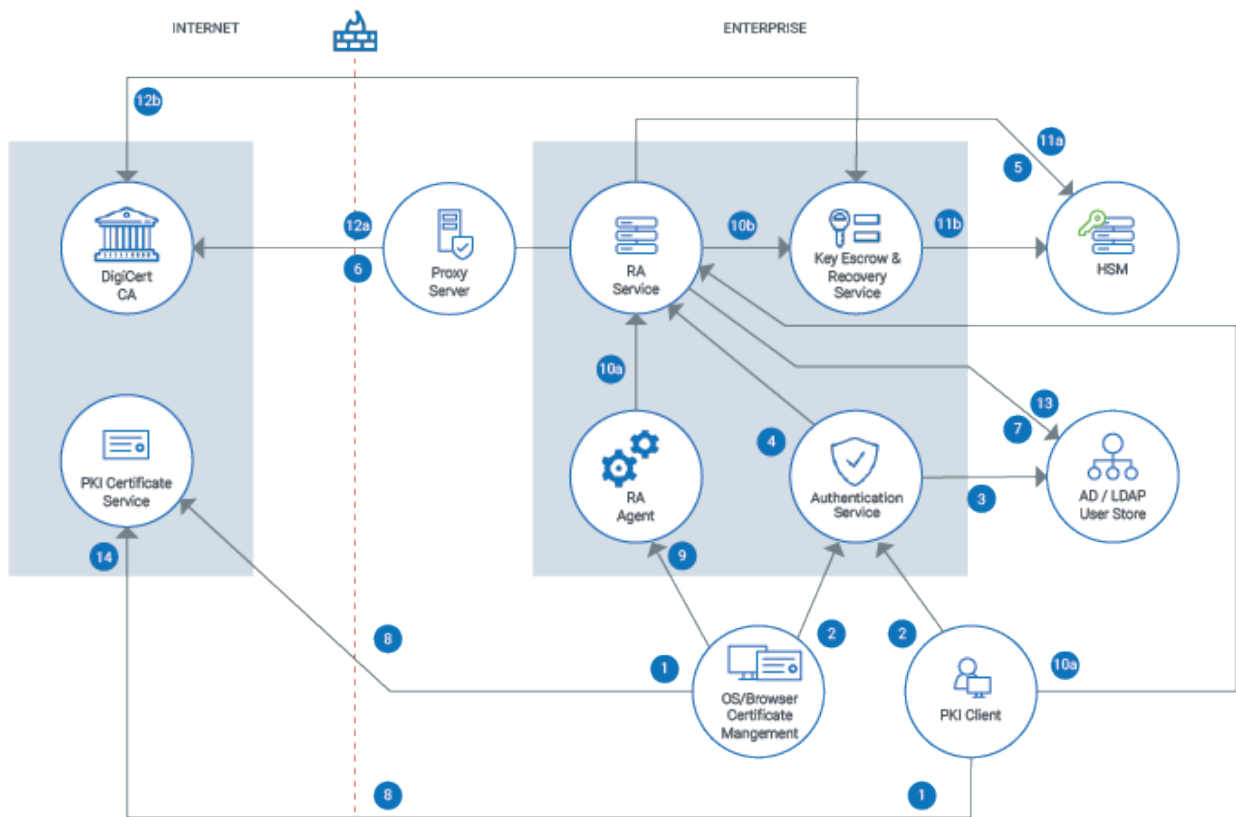 INTERNET
ENTERPRISE
12b
11a
5
12a
10b
11b
6
DigiCert
CA
Proxy
Server
RA
Service
Key Escrow &
Recovery
Service
HSM
10a
13
7
4
3
PKI Certificate
Service
RA
Agent
Authentication
Service
AD / LDAP
User Store
14
9
8
1
2
2
10a
OS/Browser
Certificate
Mangement
PKI Client
8
1